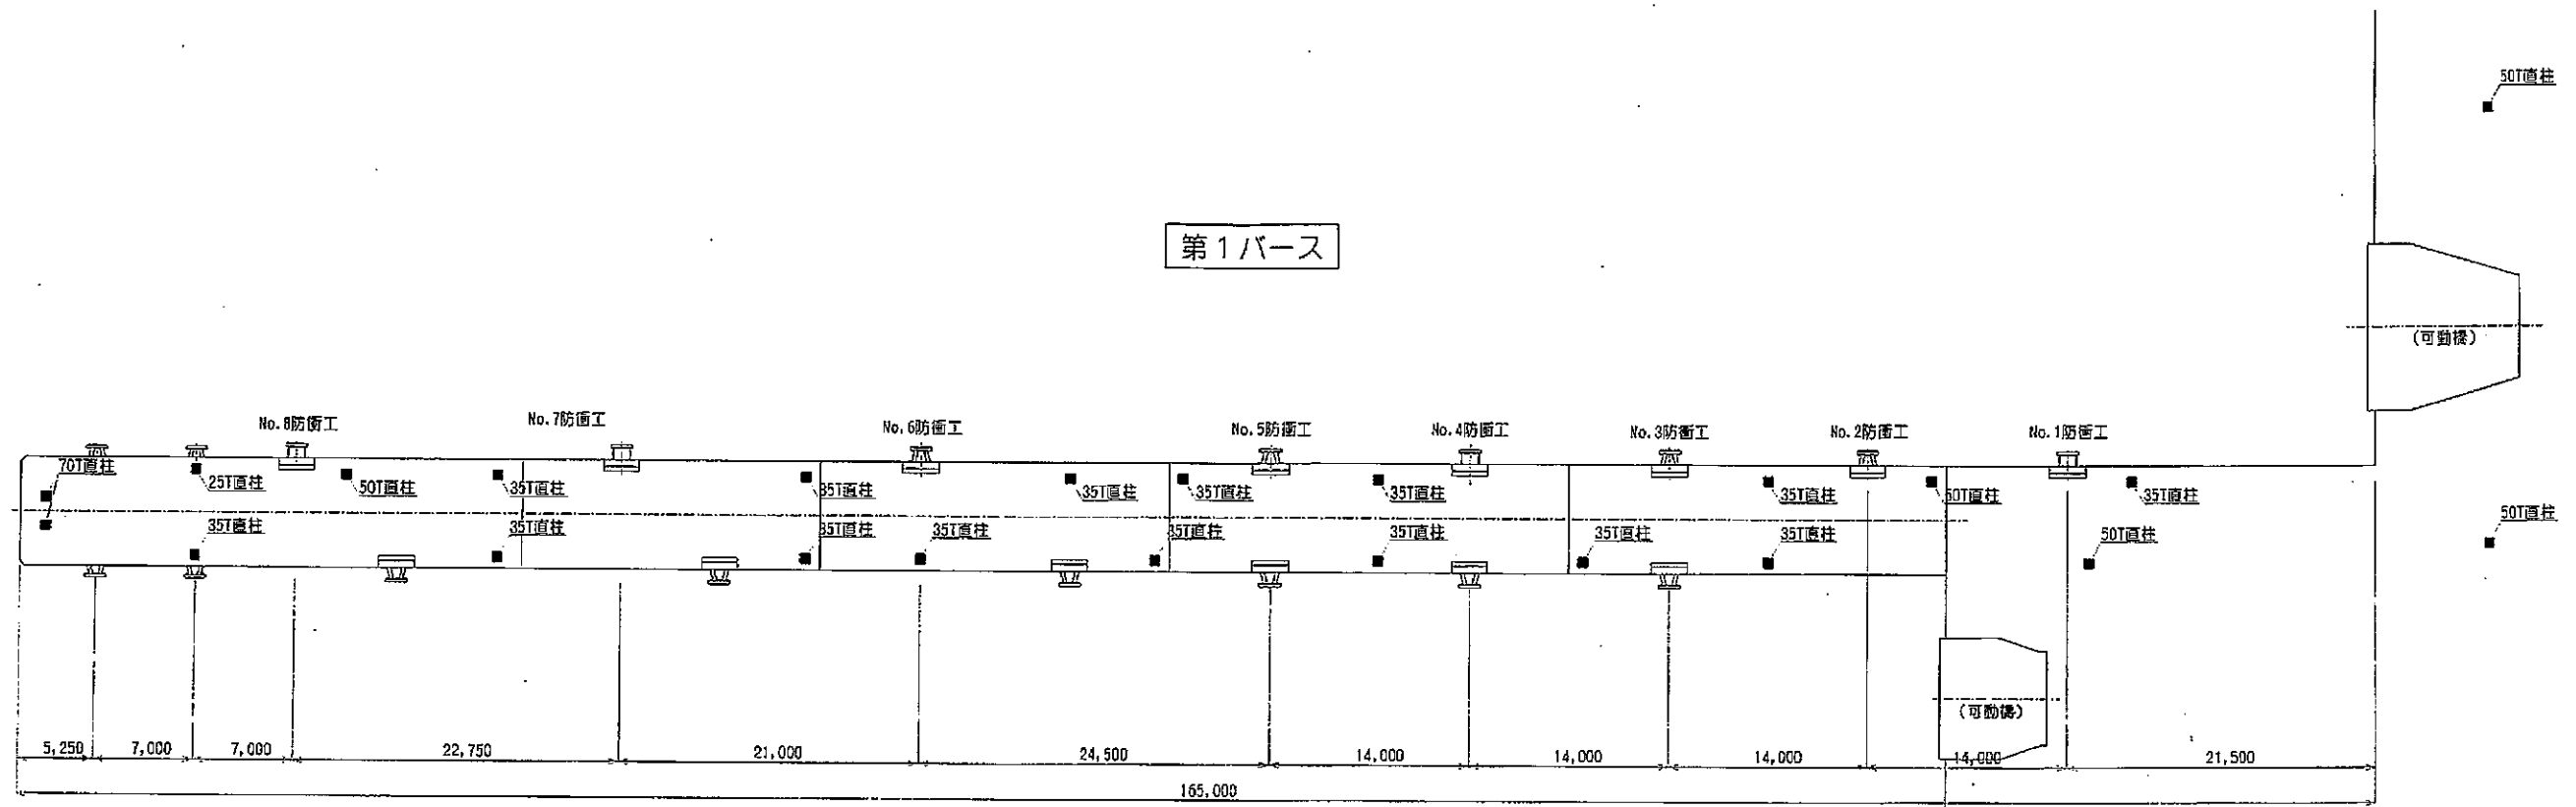 50T直柱
第1バース
(可動橋)
No.8防衝工
No.7防衝工
No.6防衝工
No.5防衝工
No.4防衝工
No.3防衝工
No.2防衝工
No.1防衝工
70T直柱
25T直柱
50T直柱
35T直柱
35T直柱
35T直柱
35T直柱
35T直柱
35T直柱
50T直柱
35T直柱
35T直柱
35T直柱
35T直柱
35T直柱
35T直柱
35T直柱
35T直柱
35T直柱
50T直柱
50T直柱
(可動橋)
5,250
7,000
7,000
22,750
21,000
24,500
14,000
14,000
14,000
14,000
21,500
165,000